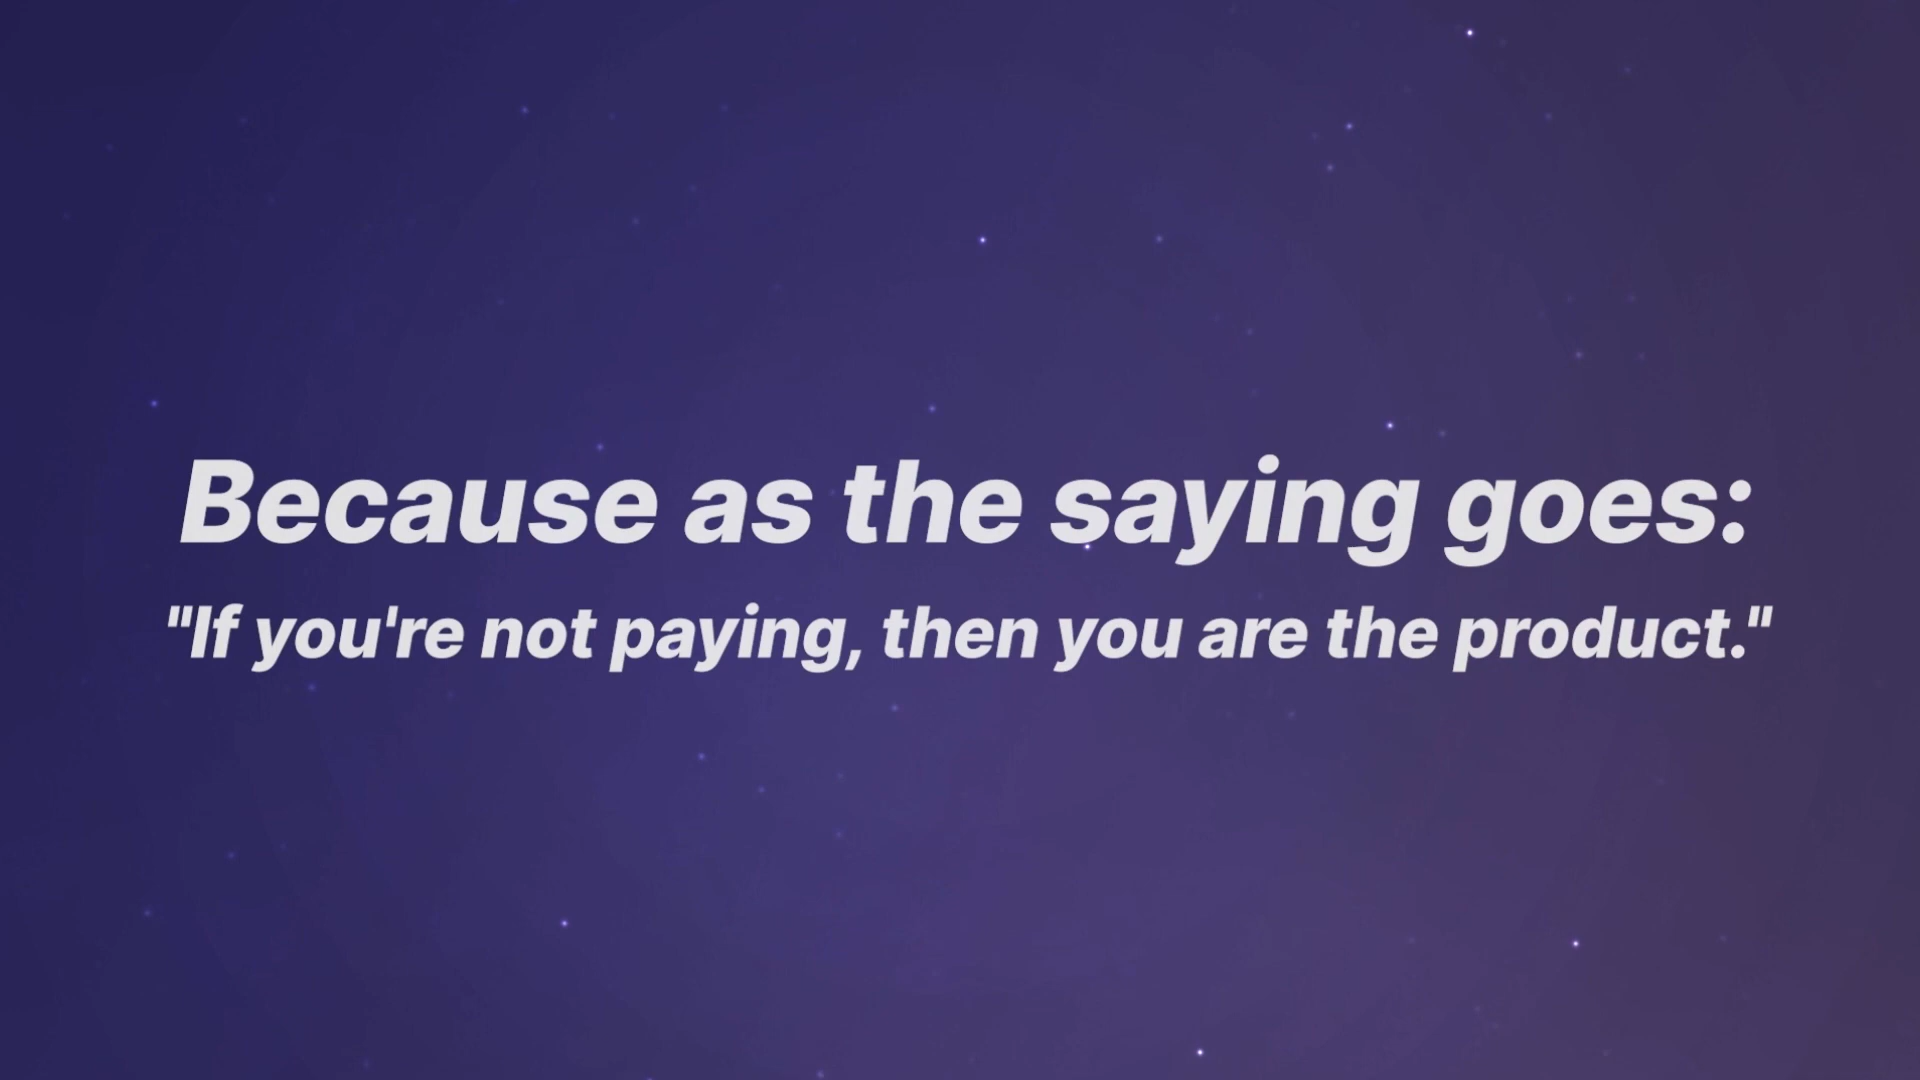 Because as the saying goes:
"If you're not paying, then you are the product."